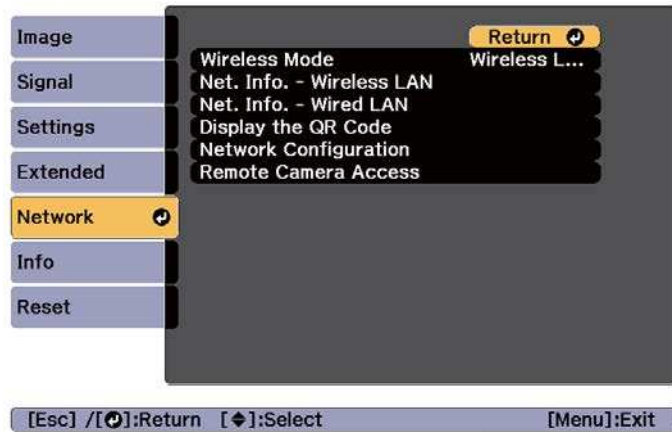 Image
Signal
Settings
Extended
Network
Info
Reset
Return
Wireless Mode Wireless L...
Net. Info. - Wireless LAN
Net. Info. - Wired LAN
Display the QR Code
Network Configuration
Remote Camera Access
[Esc] /[⏎]:Return [◆]:Select [Menu]:Exit